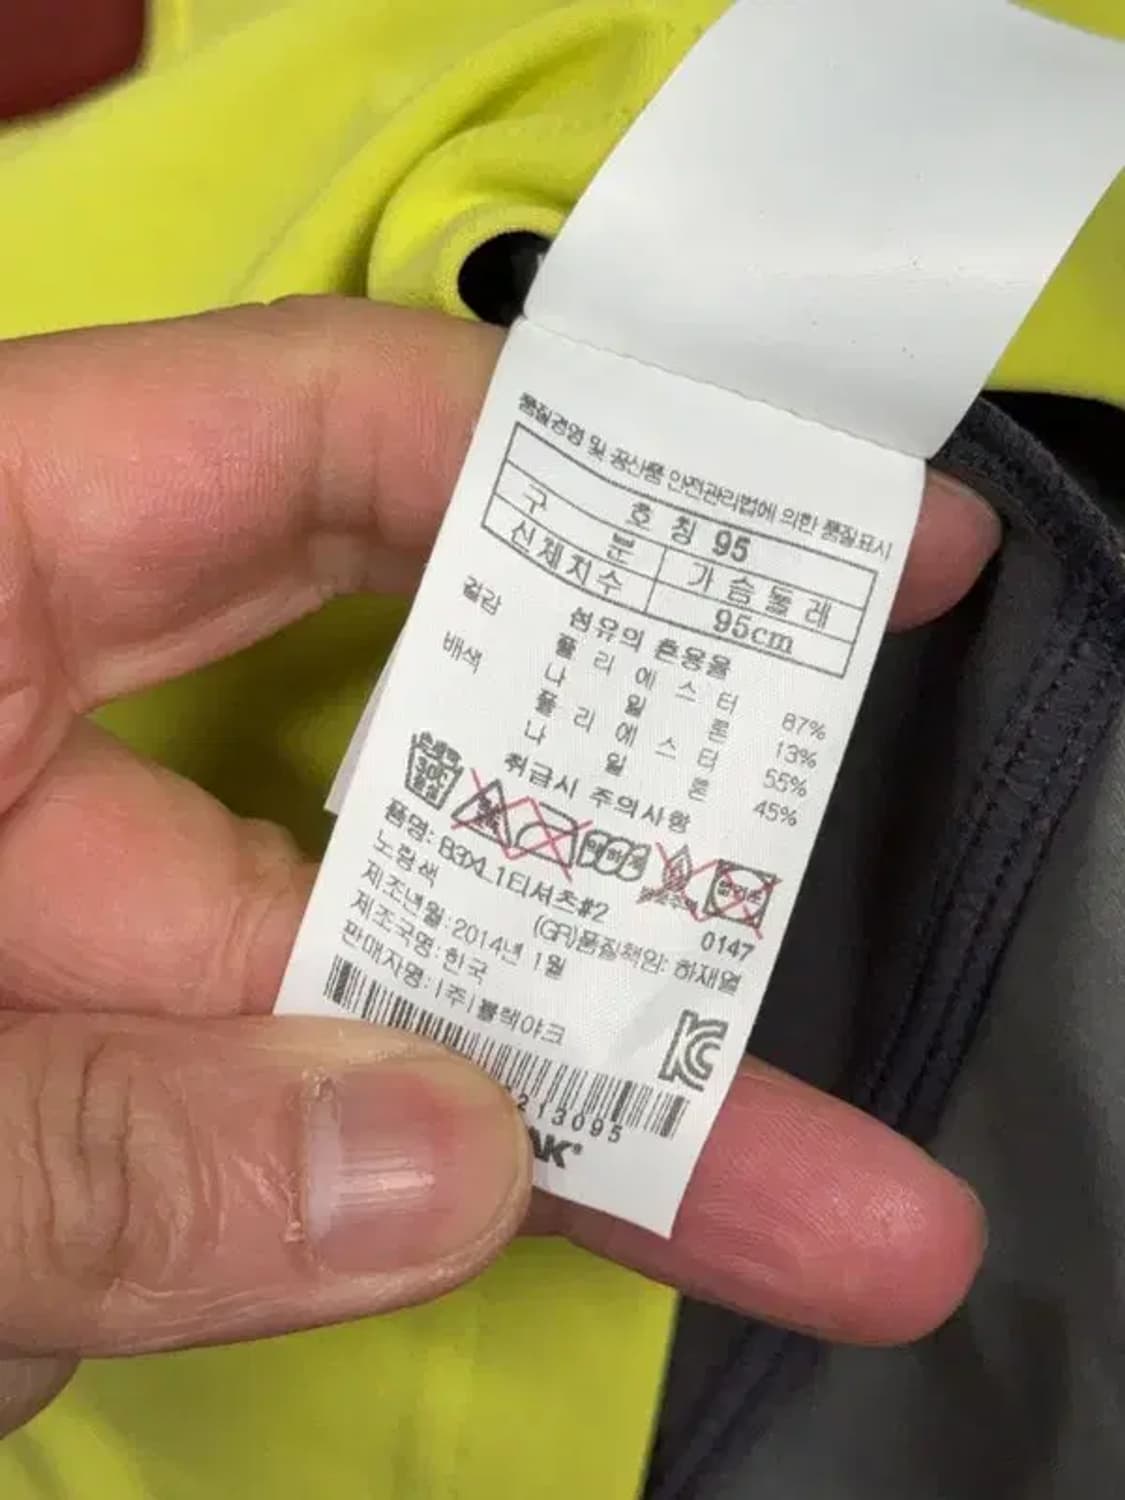 품질경영 및 공산품 안전관리법에 의한 품질표시
호칭 95
구 분 가슴둘레
신체치수 95cm
섬유의 혼용율
겉감 폴리에스터 87%
나일론 13%
배색 폴리에스터 55%
나일론 45%
취급시 주의사항
30℃
품명: B3XL1티셔츠#2
노랑색 0147
제조년월: 2014년 1월 (GR)품질책임: 하재열
제조국명: 한국
판매자명: (주)블랙야크
213095
AK®